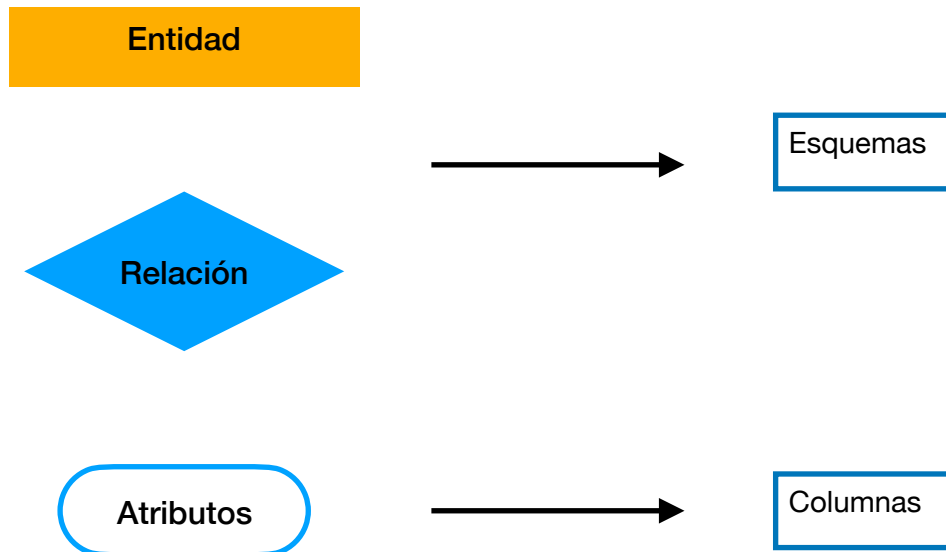 Entidad
Esquemas
Relación
Atributos
Columnas